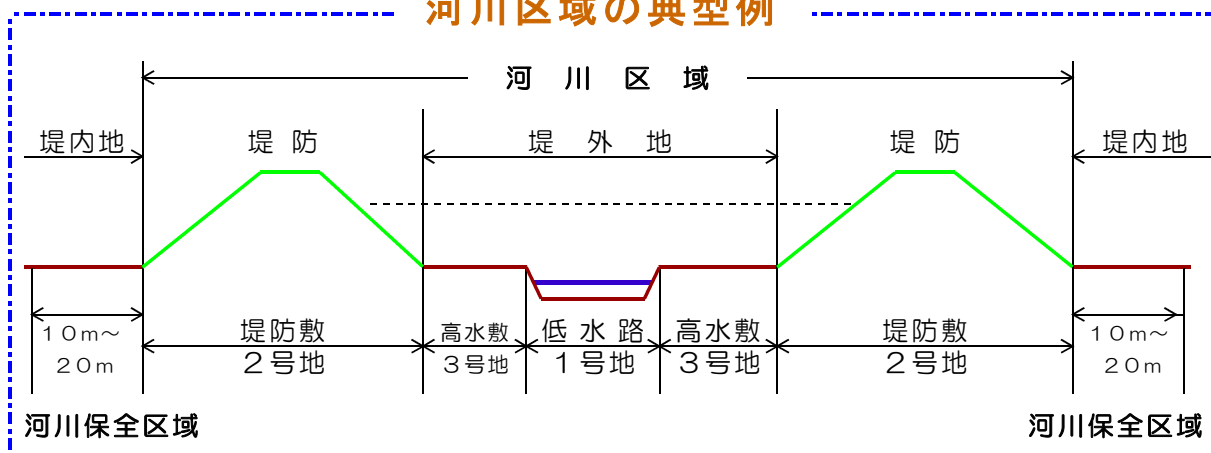 河川区域の典型例
河川区域
堤内地 堤防 堤外地 堤防 堤内地
10m~
20m
堤防敷
2号地
高水敷
3号地
低水路
1号地
高水敷
3号地
堤防敷
2号地
10m~
20m
河川保全区域
河川保全区域